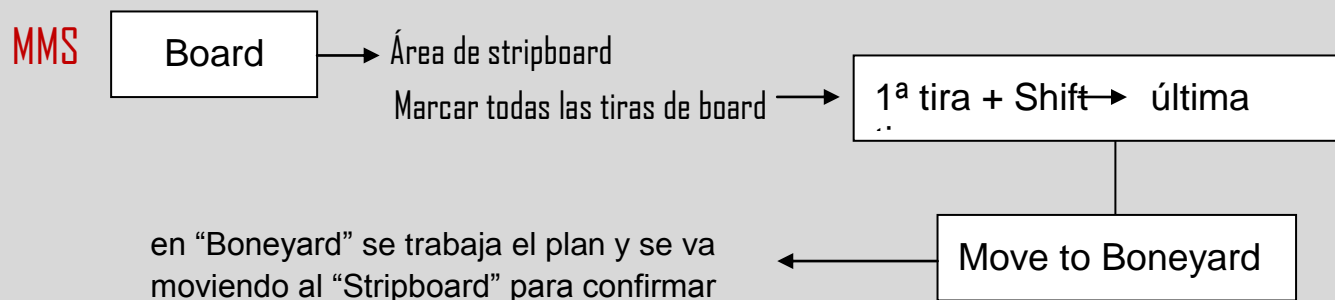 MMS
Board
Área de stripboard
Marcar todas las tiras de board
1ª tira + Shift última
Move to Boneyard
en “Boneyard” se trabaja el plan y se va
moviendo al “Stripboard” para confirmar